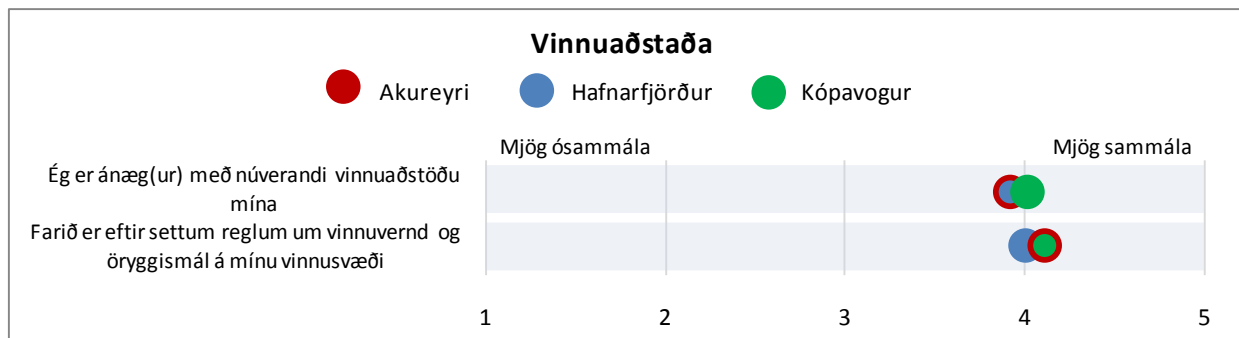 Vinnuaðstaða
Akureyri
Hafnarfjörður
Kópavogur
Mjög ósammála
Mjög sammála
Ég er ánæg(ur) með núverandi vinnuaðstöðu
mína
Farið er eftir settum reglum um vinnuvernd og
öryggismál á mínu vinnusvæði
1
2
3
4
5